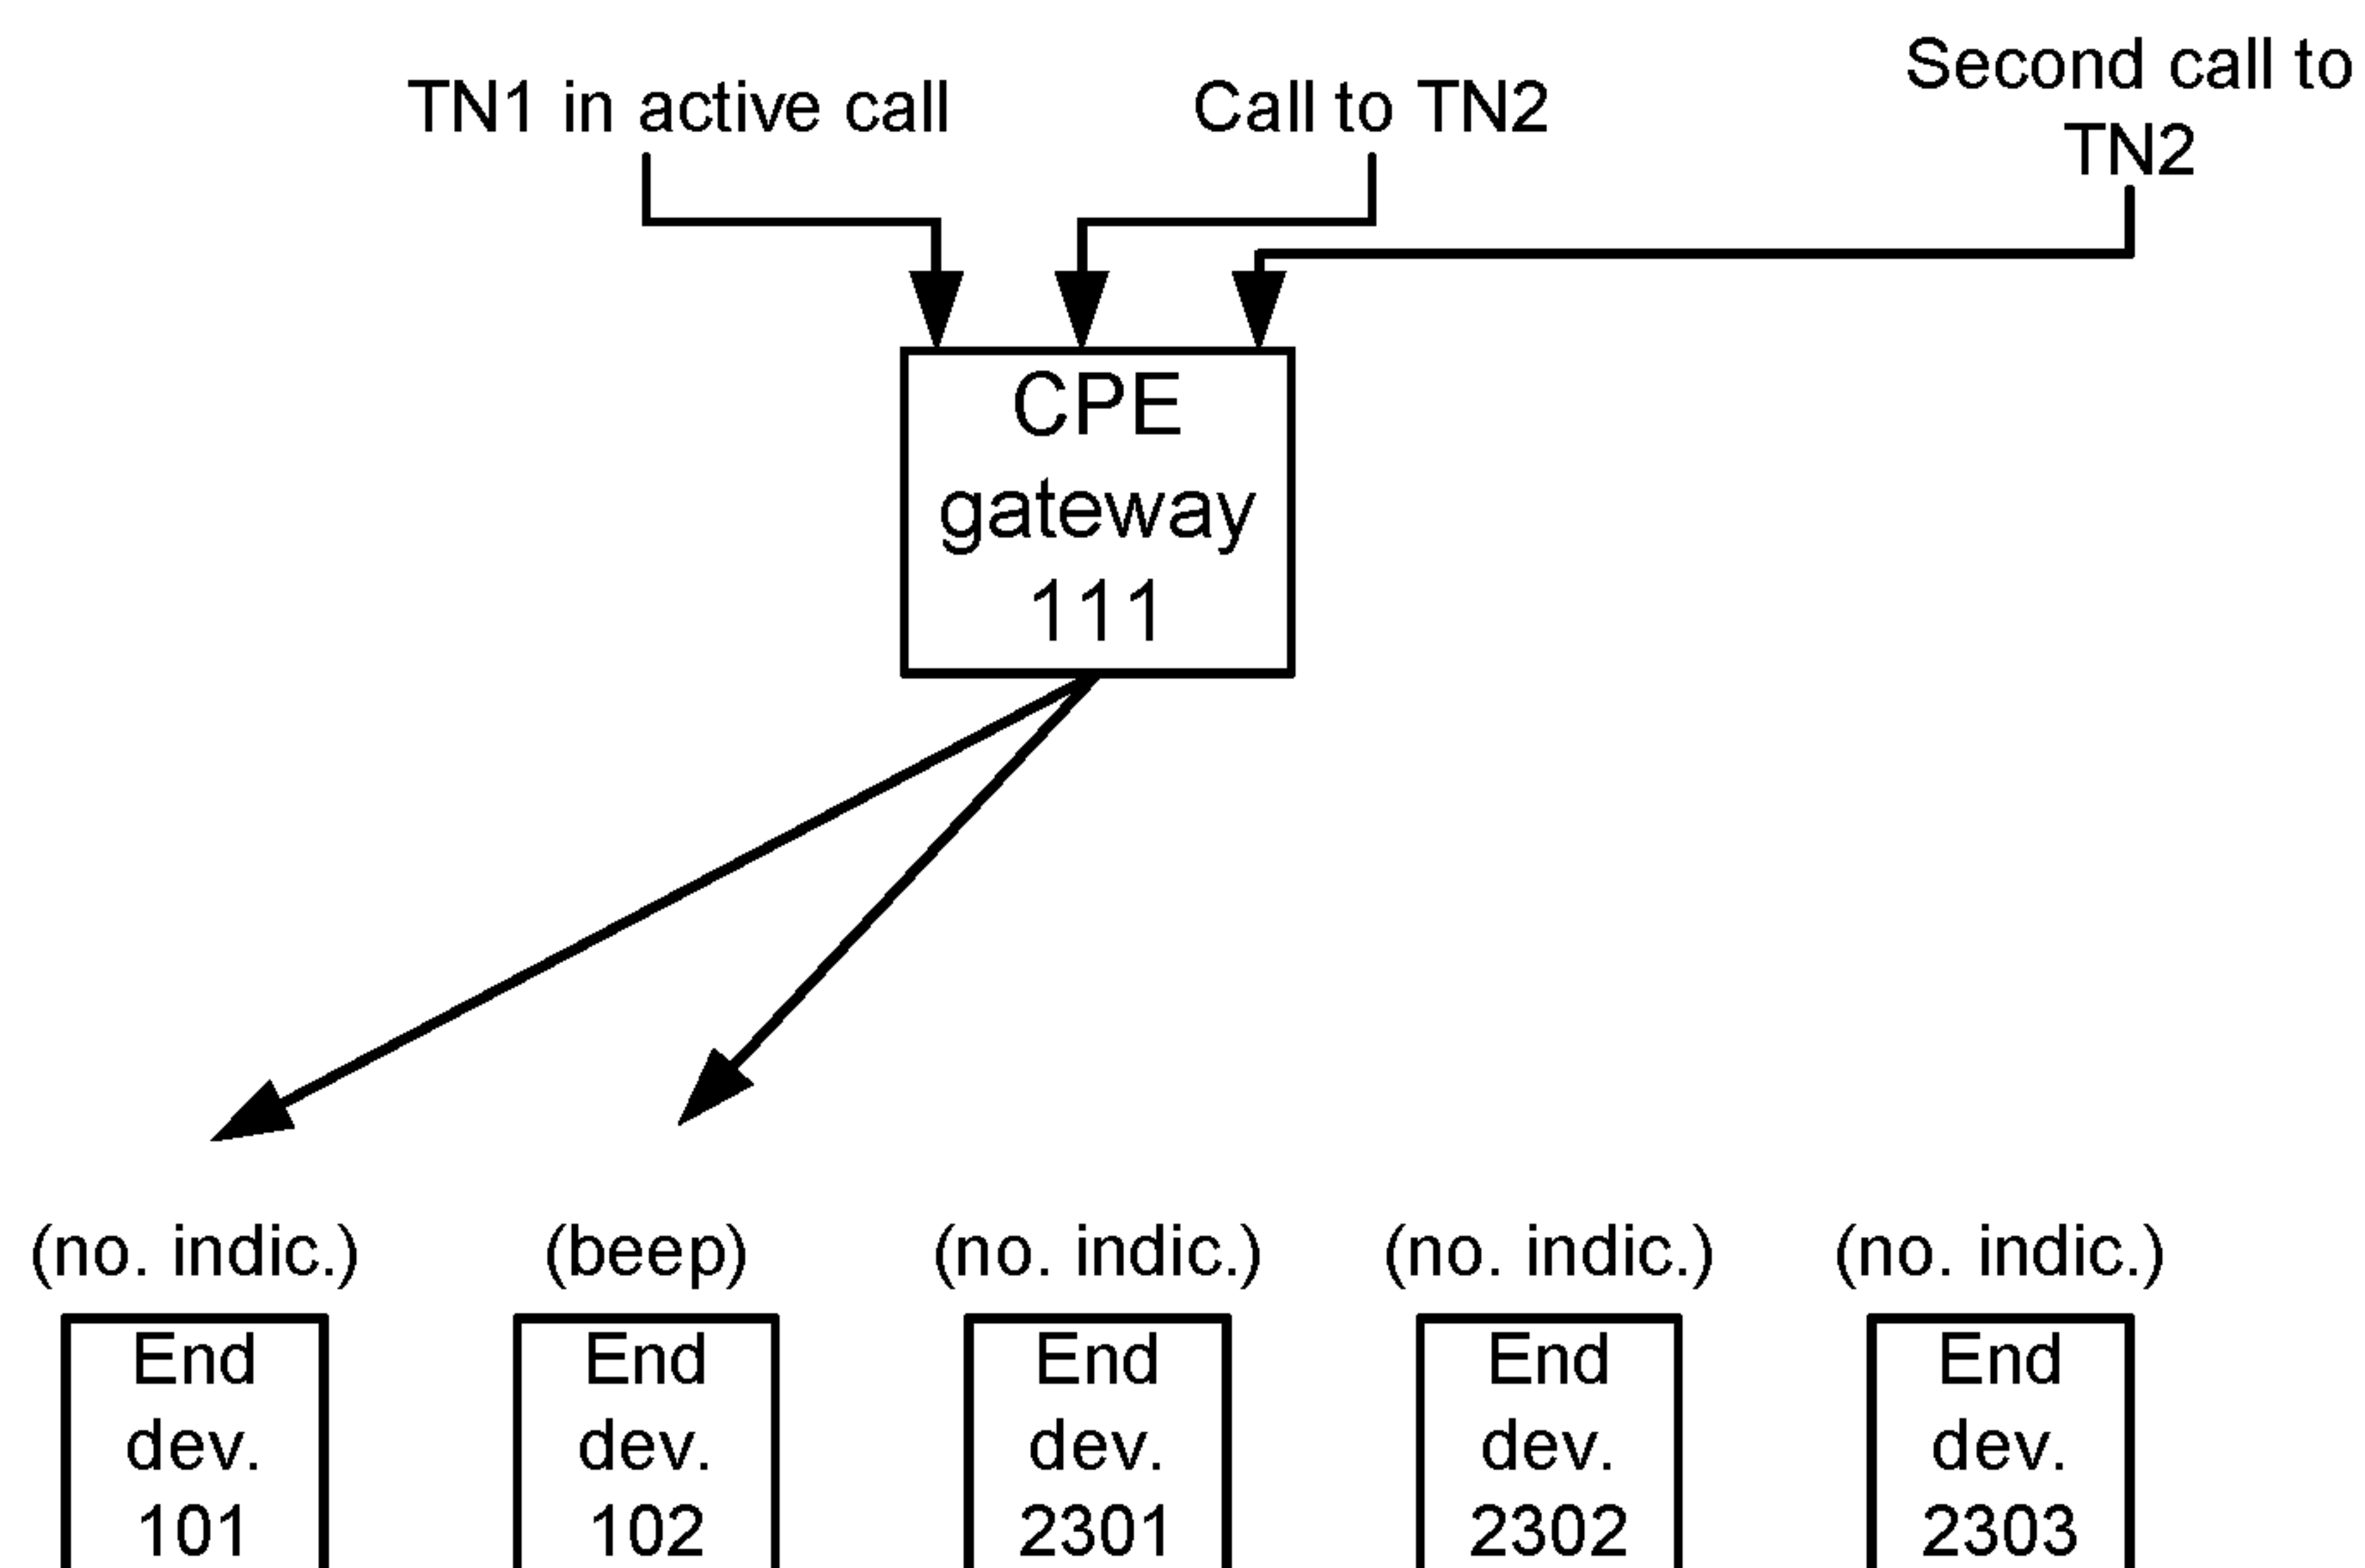 TN1 in active call
Call to TN2
Second call to
TN2
CPE
gateway
111
(no. indic.)
(beep)
(no. indic.)
(no. indic.)
(no. indic.)
End
dev.
101
End
dev.
102
End
dev.
2301
End
dev.
2302
End
dev.
2303